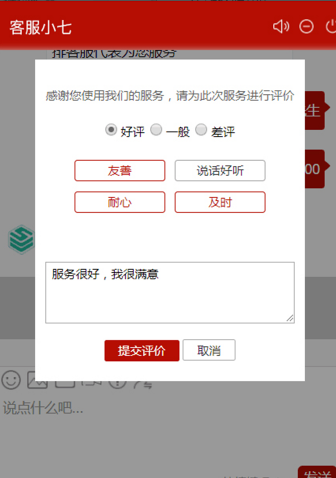 客服小七
排客服代表为您服务
生
00
感谢您使用我们的服务，请为此次服务进行评价
好评 一般 差评
友善 说话好听
耐心 及时
服务很好，我很满意
提交评价 取消
说点什么吧...